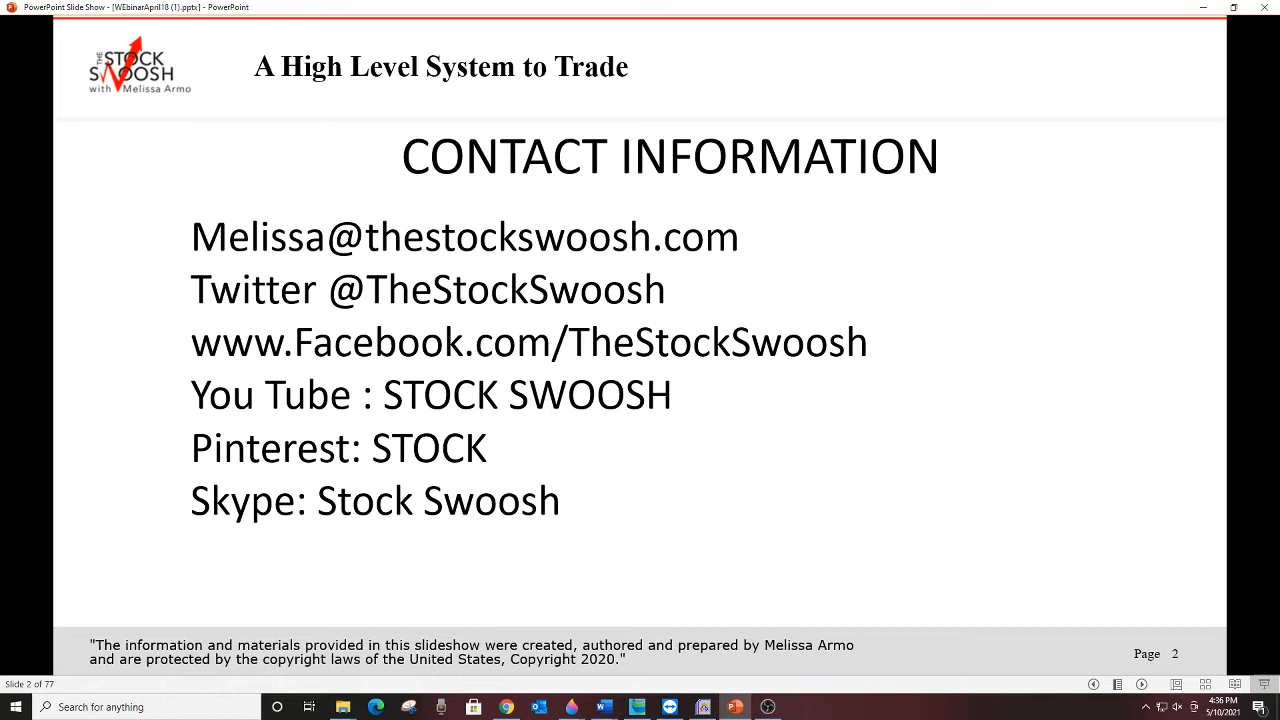 PowerPoint Slide Show - [WEbinarApril18 (1).pptx] - PowerPoint
THE STOCK
SWOOSH
with Melissa Armo
A High Level System to Trade
CONTACT INFORMATION
Melissa@thestockswoosh.com
Twitter @TheStockSwoosh
www.Facebook.com/TheStockSwoosh
You Tube : STOCK SWOOSH
Pinterest: STOCK
Skype: Stock Swoosh
"The information and materials provided in this slideshow were created, authored and prepared by Melissa Armo
and are protected by the copyright laws of the United States, Copyright 2020."
Page 2
Slide 2 of 77
Search for anything
4:36 PM
5/10/2021